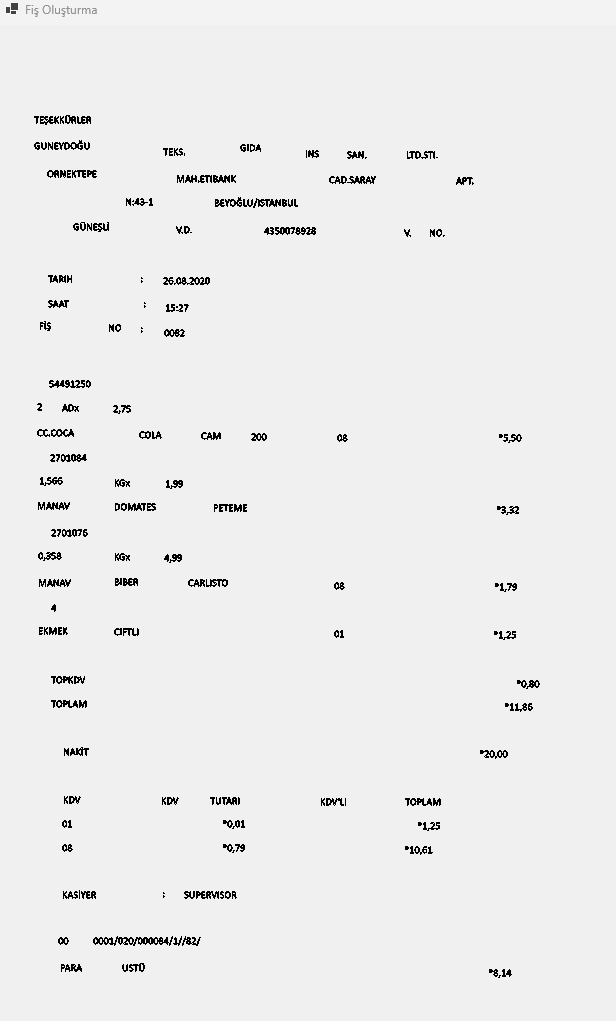 Fiş Oluşturma
TEŞEKKÜRLER
GUNEYDOĞU TEKS. GIDA INS SAN. LTD.STI.
ORNEKTEPE MAH.ETIBANK CAD.SARAY APT.
N:43-1 BEYOĞLU/ISTANBUL
GÜNEŞLİ V.D. 4350078928 V. NO.
TARIH : 26.08.2020
SAAT : 15:27
FİŞ NO : 0082
54491250
2 ADx 2,75
CC.COCA COLA CAM 200 08 *5,50
2701084
1,566 KGx 1,99
MANAV DOMATES PETEME *3,32
2701076
0,358 KGx 4,99
MANAV BIBER CARLISTO 08 *1,79
4
EKMEK CIFTLI 01 *1,25
TOPKDV *0,80
TOPLAM *11,86
NAKİT *20,00
KDV KDV TUTARI KDV'LI TOPLAM
01 *0,01 *1,25
08 *0,79 *10,61
KASİYER : SUPERVISOR
00 0001/020/000084/1//82/
PARA USTÜ *8,14